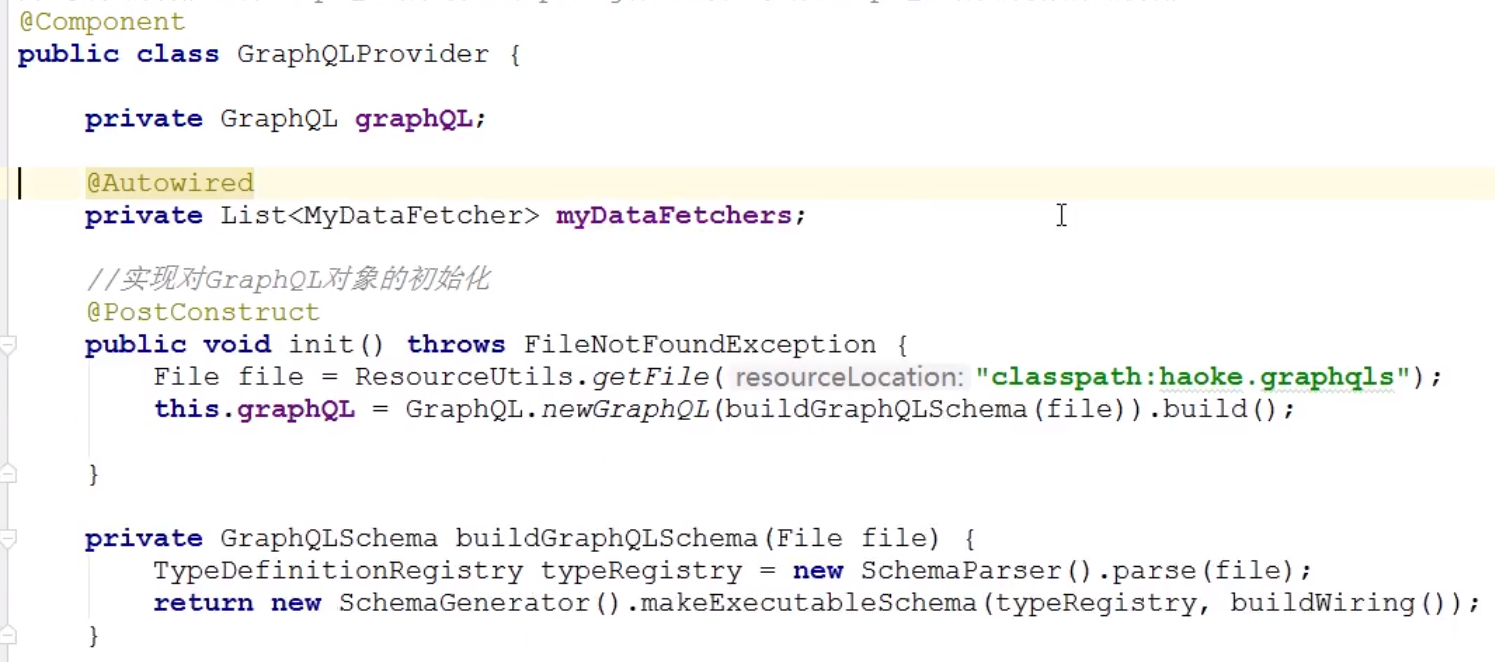 @Component
public class GraphQLProvider {
private GraphQL graphQL;
@Autowired
private List<MyDataFetcher> myDataFetchers;
//实现对GraphQL对象的初始化
@PostConstruct
public void init() throws FileNotFoundException {
File file = ResourceUtils.getFile( resourceLocation: "classpath:haoke.graphqls");
this.graphQL = GraphQL.newGraphQL(buildGraphQLSchema(file)).build();
}
private GraphQLSchema buildGraphQLSchema(File file) {
TypeDefinitionRegistry typeRegistry = new SchemaParser().parse(file);
return new SchemaGenerator().makeExecutableSchema(typeRegistry, buildWiring());
}